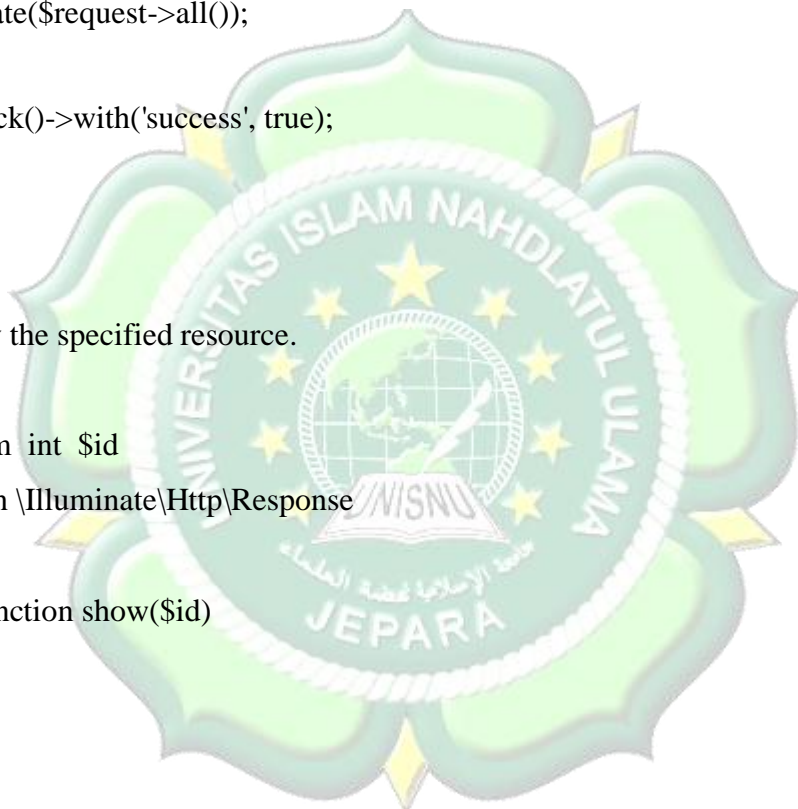 ate($request->all());
ck()->with('success', true);
the specified resource.
int $id
\Illuminate\Http\Response
nction show($id)
UNIVERSITAS ISLAM NAHDLATUL ULAMA
UNISNU
JEPARA